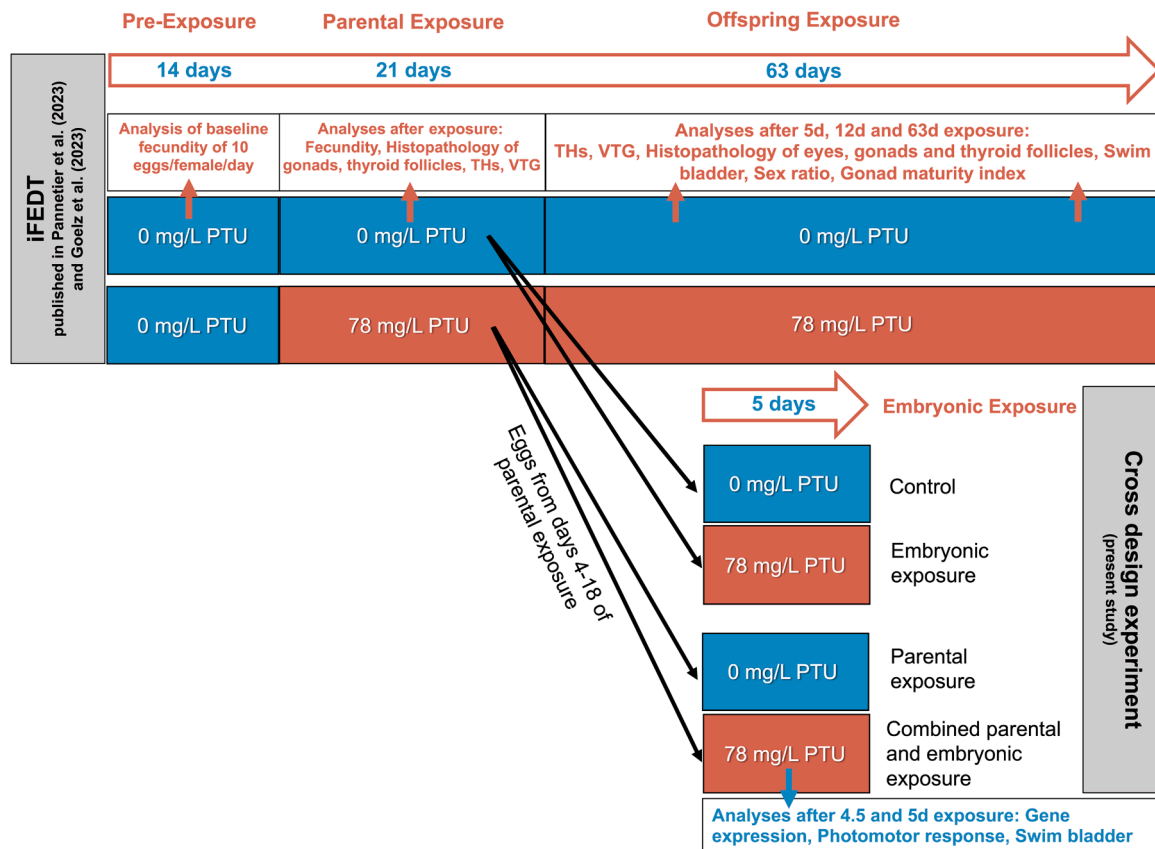 Pre-Exposure
Parental Exposure
Offspring Exposure
14 days
21 days
63 days
iFEDT
published in Pannetier et al. (2023)
and Goelz et al. (2023)
Analysis of baseline
fecundity of 10
eggs/female/day
Analyses after exposure:
Fecundity, Histopathology of
gonads, thyroid follicles, THs, VTG
Analyses after 5d, 12d and 63d exposure:
THs, VTG, Histopathology of eyes, gonads and thyroid follicles, Swim
bladder, Sex ratio, Gonad maturity index
0 mg/L PTU
0 mg/L PTU
0 mg/L PTU
0 mg/L PTU
78 mg/L PTU
78 mg/L PTU
5 days
Embryonic Exposure
Eggs from days 4-18 of
parental exposure
0 mg/L PTU
Control
78 mg/L PTU
Embryonic
exposure
0 mg/L PTU
Parental
exposure
78 mg/L PTU
Combined parental
and embryonic
exposure
Cross design experiment
(present study)
Analyses after 4.5 and 5d exposure: Gene
expression, Photomotor response, Swim bladder